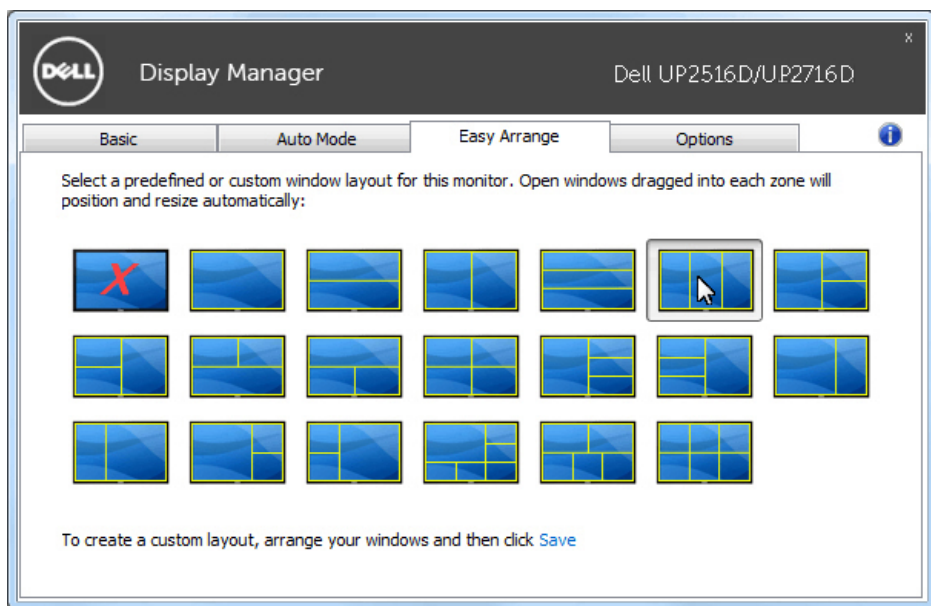 x
DELL
Display Manager
Dell UP2516D/UP2716D
Basic
Auto Mode
Easy Arrange
Options
i
Select a predefined or custom window layout for this monitor. Open windows dragged into each zone will
position and resize automatically:
X
To create a custom layout, arrange your windows and then click Save